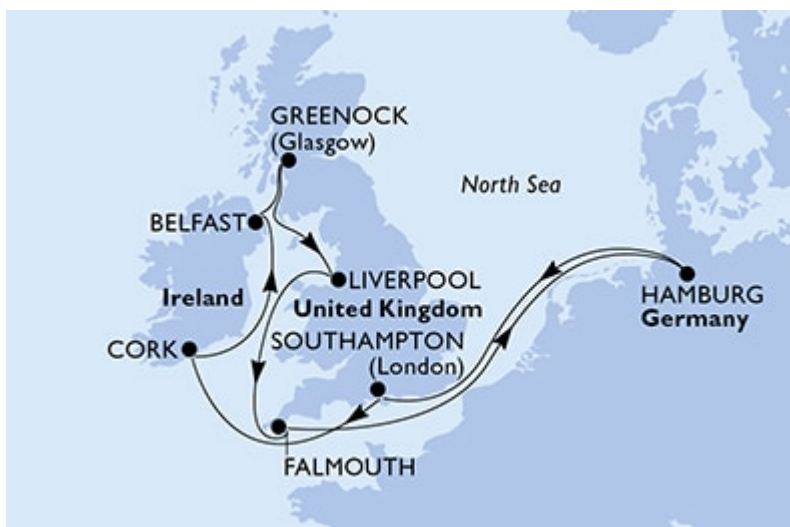 GREENOCK
(Glasgow)
North Sea
BELFAST
LIVERPOOL
HAMBURG
Ireland
United Kingdom
Germany
SOUTHAMPTON
CORK
(London)
FALMOUTH